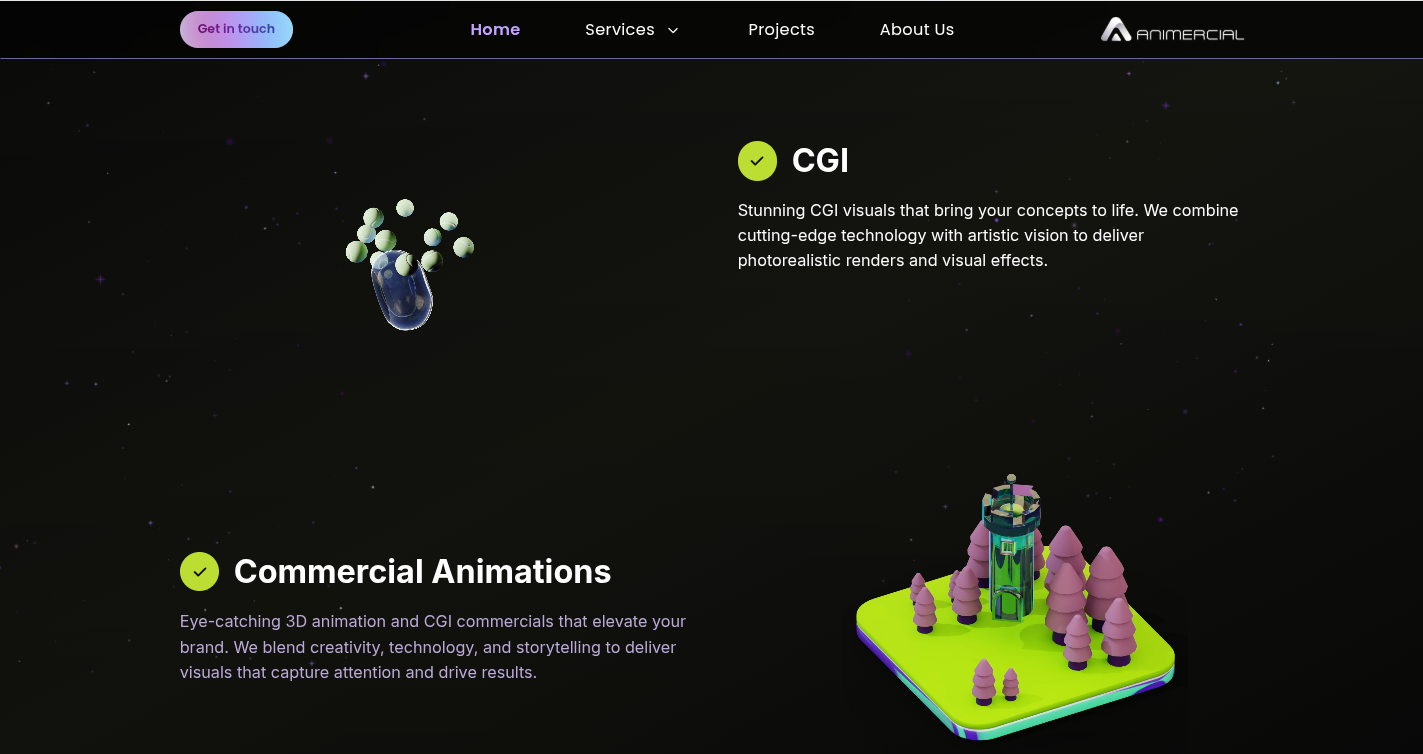 Get in touch
Home
Services
Projects
About Us
ANIMERCIAL
CGI
Stunning CGI visuals that bring your concepts to life. We combine
cutting-edge technology with artistic vision to deliver
photorealistic renders and visual effects.
Commercial Animations
Eye-catching 3D animation and CGI commercials that elevate your
brand. We blend creativity, technology, and storytelling to deliver
visuals that capture attention and drive results.